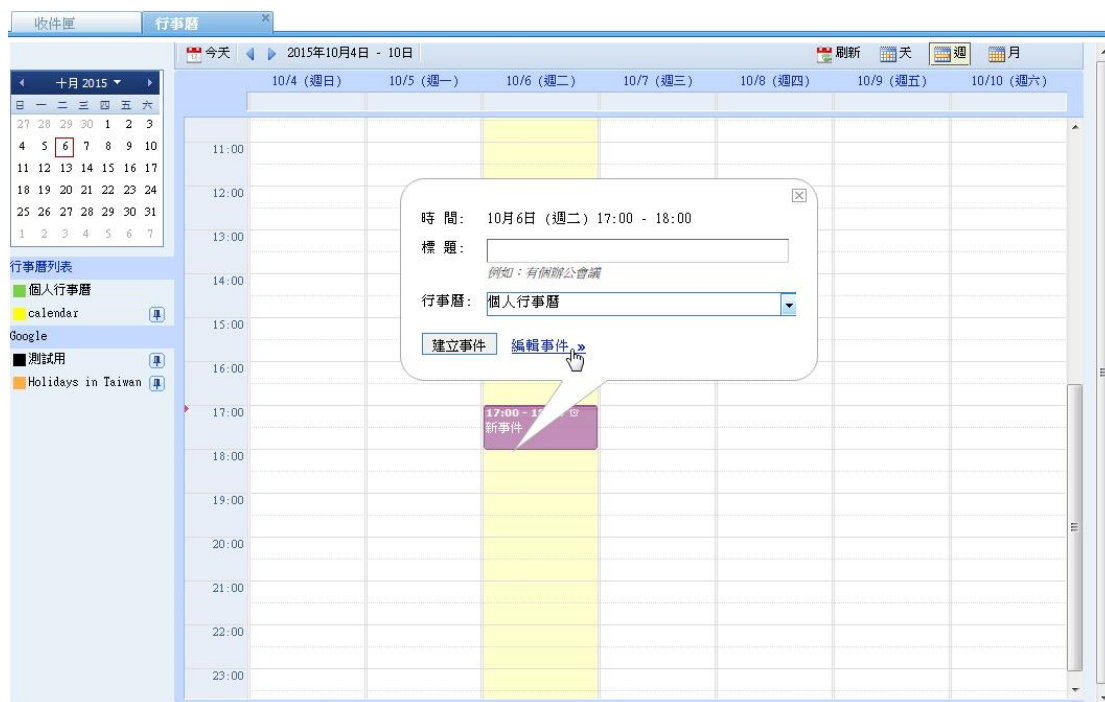 收件匣 行事曆
今天 2015年10月4日 - 10日 刷新 天 週 月
十月 2015
日 一 二 三 四 五 六
27 28 29 30 1 2 3
4 5 6 7 8 9 10
11 12 13 14 15 16 17
18 19 20 21 22 23 24
25 26 27 28 29 30 31
1 2 3 4 5 6 7
行事曆列表
個人行事曆
calendar
Google
測試用
Holidays in Taiwan
10/4 (週日) 10/5 (週一) 10/6 (週二) 10/7 (週三) 10/8 (週四) 10/9 (週五) 10/10 (週六)
11:00
12:00
13:00
14:00
15:00
16:00
17:00
18:00
19:00
20:00
21:00
22:00
23:00
時 間: 10月6日 (週二) 17:00 - 18:00
標 題:
例如：有個辦公會議
行事曆: 個人行事曆
建立事件 編輯事件 »
17:00 - 1
新事件